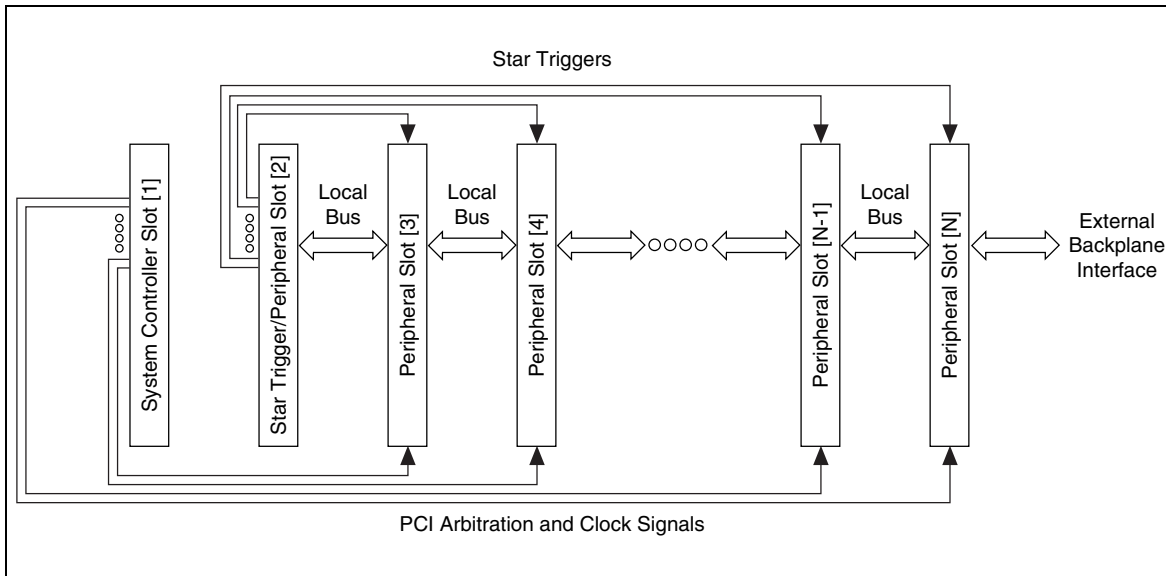 Star Triggers
System Controller Slot [1]
Star Trigger/Peripheral Slot [2]
Local
Bus
Peripheral Slot [3]
Local
Bus
Peripheral Slot [4]
Peripheral Slot [N-1]
Local
Bus
Peripheral Slot [N]
External
Backplane
Interface
PCI Arbitration and Clock Signals